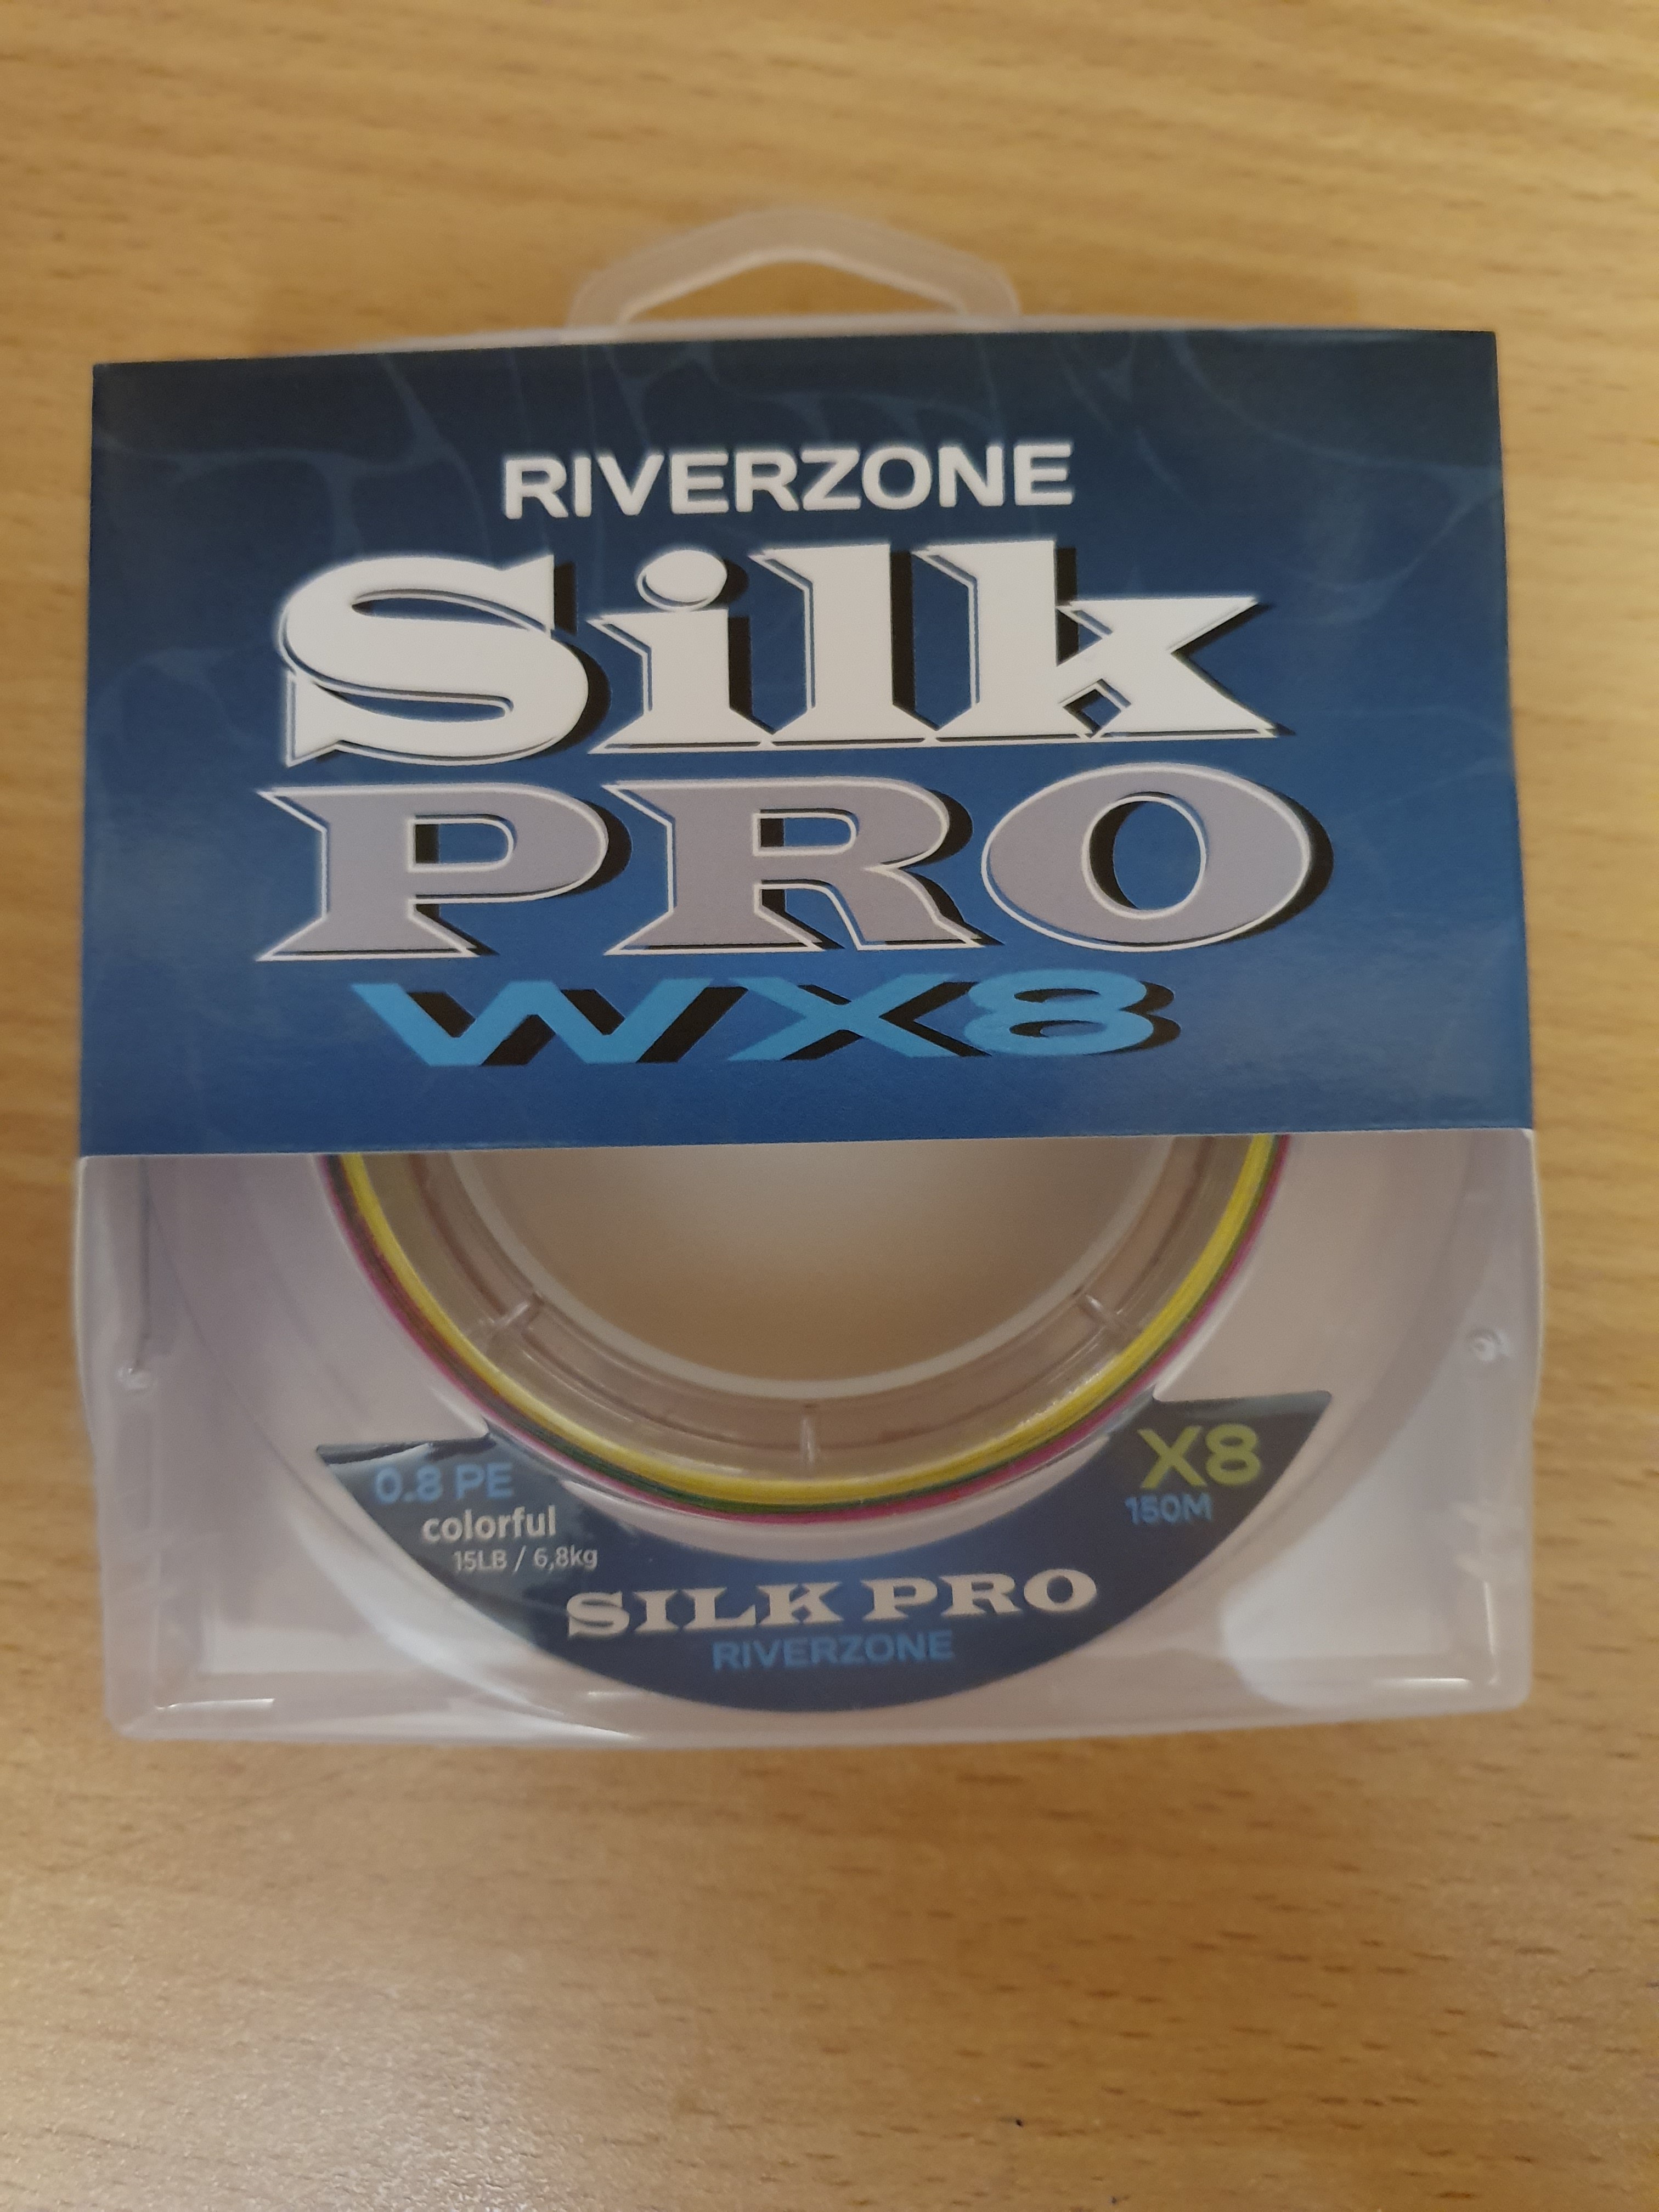 RIVERZONE
Silk
PRO
WX8
0.8 PE
colorful
15LB / 6,8kg
X8
150M
SILK PRO
RIVERZONE